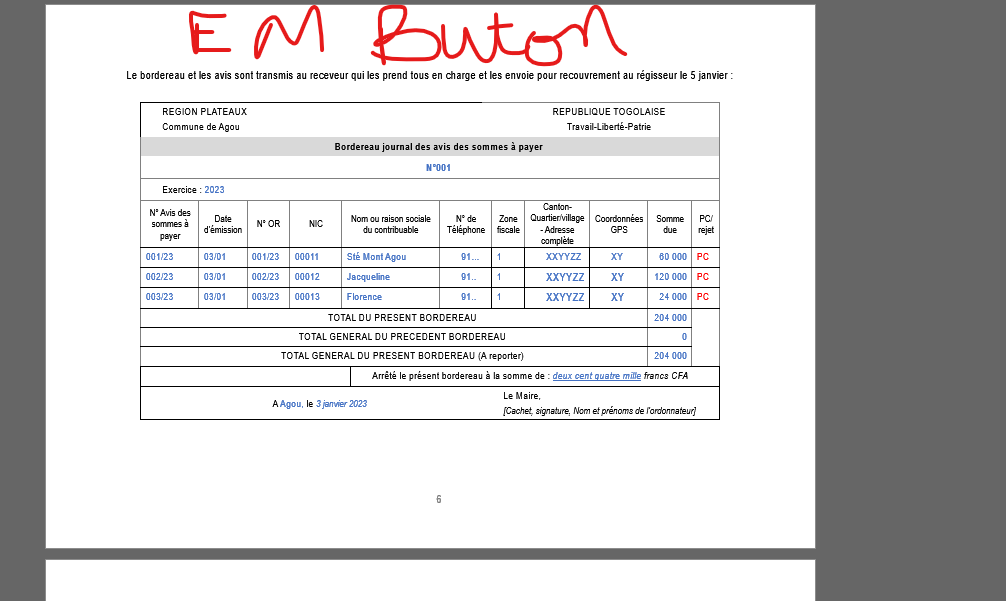 EM Buton
Le bordereau et les avis sont transmis au receveur qui les prend tous en charge et les envoie pour recouvrement au régisseur le 5 janvier :
REGION PLATEAUX REPUBLIQUE TOGOLAISE
Commune de Agou Travail-Liberté-Patrie
Bordereau journal des avis des sommes à payer
N°001
Exercice : 2023
N° Avis des sommes à payer Date d'émission N° OR NIC Nom ou raison sociale du contribuable N° de Téléphone Zone fiscale Canton-Quartier/village - Adresse complète Coordonnées GPS Somme due PC/ rejet
001/23 03/01 001/23 00011 Sté Mont Agou 91... 1 XXYYZZ XY 60 000 PC
002/23 03/01 002/23 00012 Jacqueline 91.. 1 XXYYZZ XY 120 000 PC
003/23 03/01 003/23 00013 Florence 91.. 1 XXYYZZ XY 24 000 PC
TOTAL DU PRESENT BORDEREAU 204 000
TOTAL GENERAL DU PRECEDENT BORDEREAU 0
TOTAL GENERAL DU PRESENT BORDEREAU (A reporter) 204 000
Arrêté le présent bordereau à la somme de : deux cent quatre mille francs CFA
A Agou, le 3 janvier 2023
Le Maire,
[Cachet, signature, Nom et prénoms de l'ordonnateur]
6